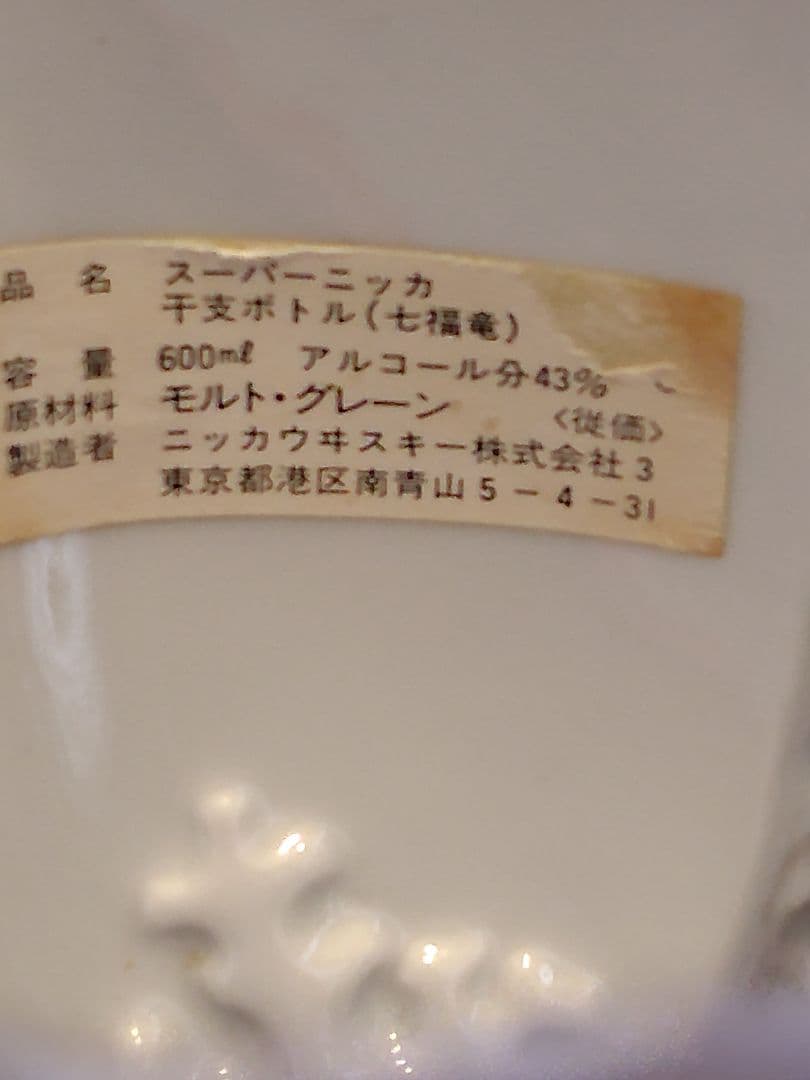 品名 スーパーニッカ
干支ボトル(七福竜)
容量 600ml アルコール分43%
原材料 モルト・グレーン <従価>
製造者 ニッカウヰスキー株式会社 3
東京都港区南青山5-4-31